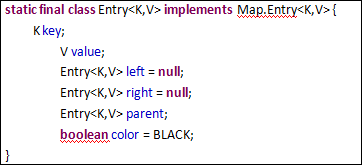 static final class Entry<K,V> implements Map.Entry<K,V> {
K key;
V value;
Entry<K,V> left = null;
Entry<K,V> right = null;
Entry<K,V> parent;
boolean color = BLACK;
}